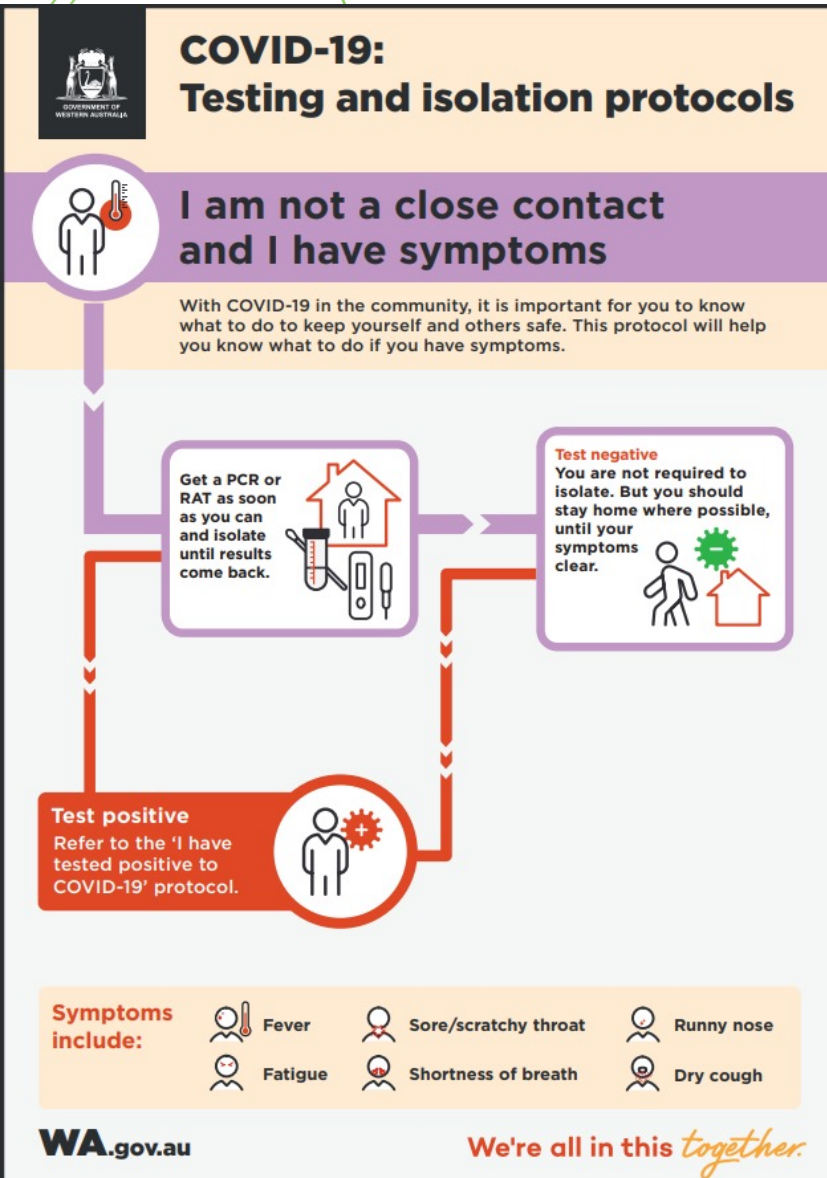 GOVERNMENT OF
WESTERN AUSTRALIA
COVID-19:
Testing and isolation protocols
I am not a close contact
and I have symptoms
With COVID-19 in the community, it is important for you to know
what to do to keep yourself and others safe. This protocol will help
you know what to do if you have symptoms.
Get a PCR or
RAT as soon
as you can
and isolate
until results
come back.
Test negative
You are not required to
isolate. But you should
stay home where possible,
until your
symptoms
clear.
Test positive
Refer to the ‘I have
tested positive to
COVID-19’ protocol.
Symptoms
include:
Fever
Sore/scratchy throat
Runny nose
Fatigue
Shortness of breath
Dry cough
WA.gov.au
We're all in this together.